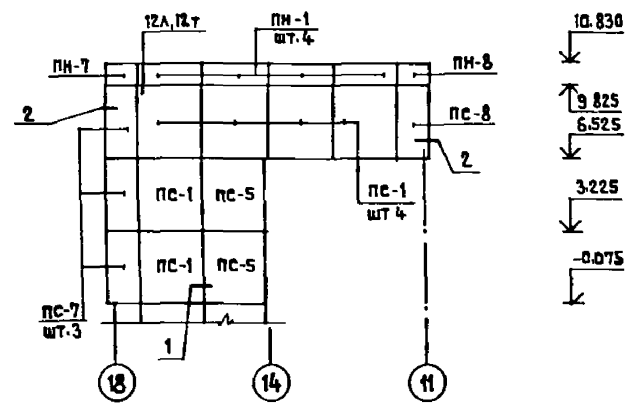 12л,12т
ПН-1
шт.4
10.830
ПН-7
ПН-8
2
9.825
ПС-8
6.525
2
ПС-1 ПС-5
ПС-1
шт 4
3.225
ПС-1 ПС-5
-0.075
ПС-7
шт.3
1
18
14
11